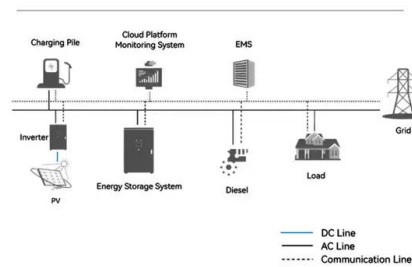 Charging Pile
Cloud Platform
Monitoring System
EMS
Grid
Inverter
PV
Energy Storage System
Diesel
Load
DC Line
AC Line
Communication Line